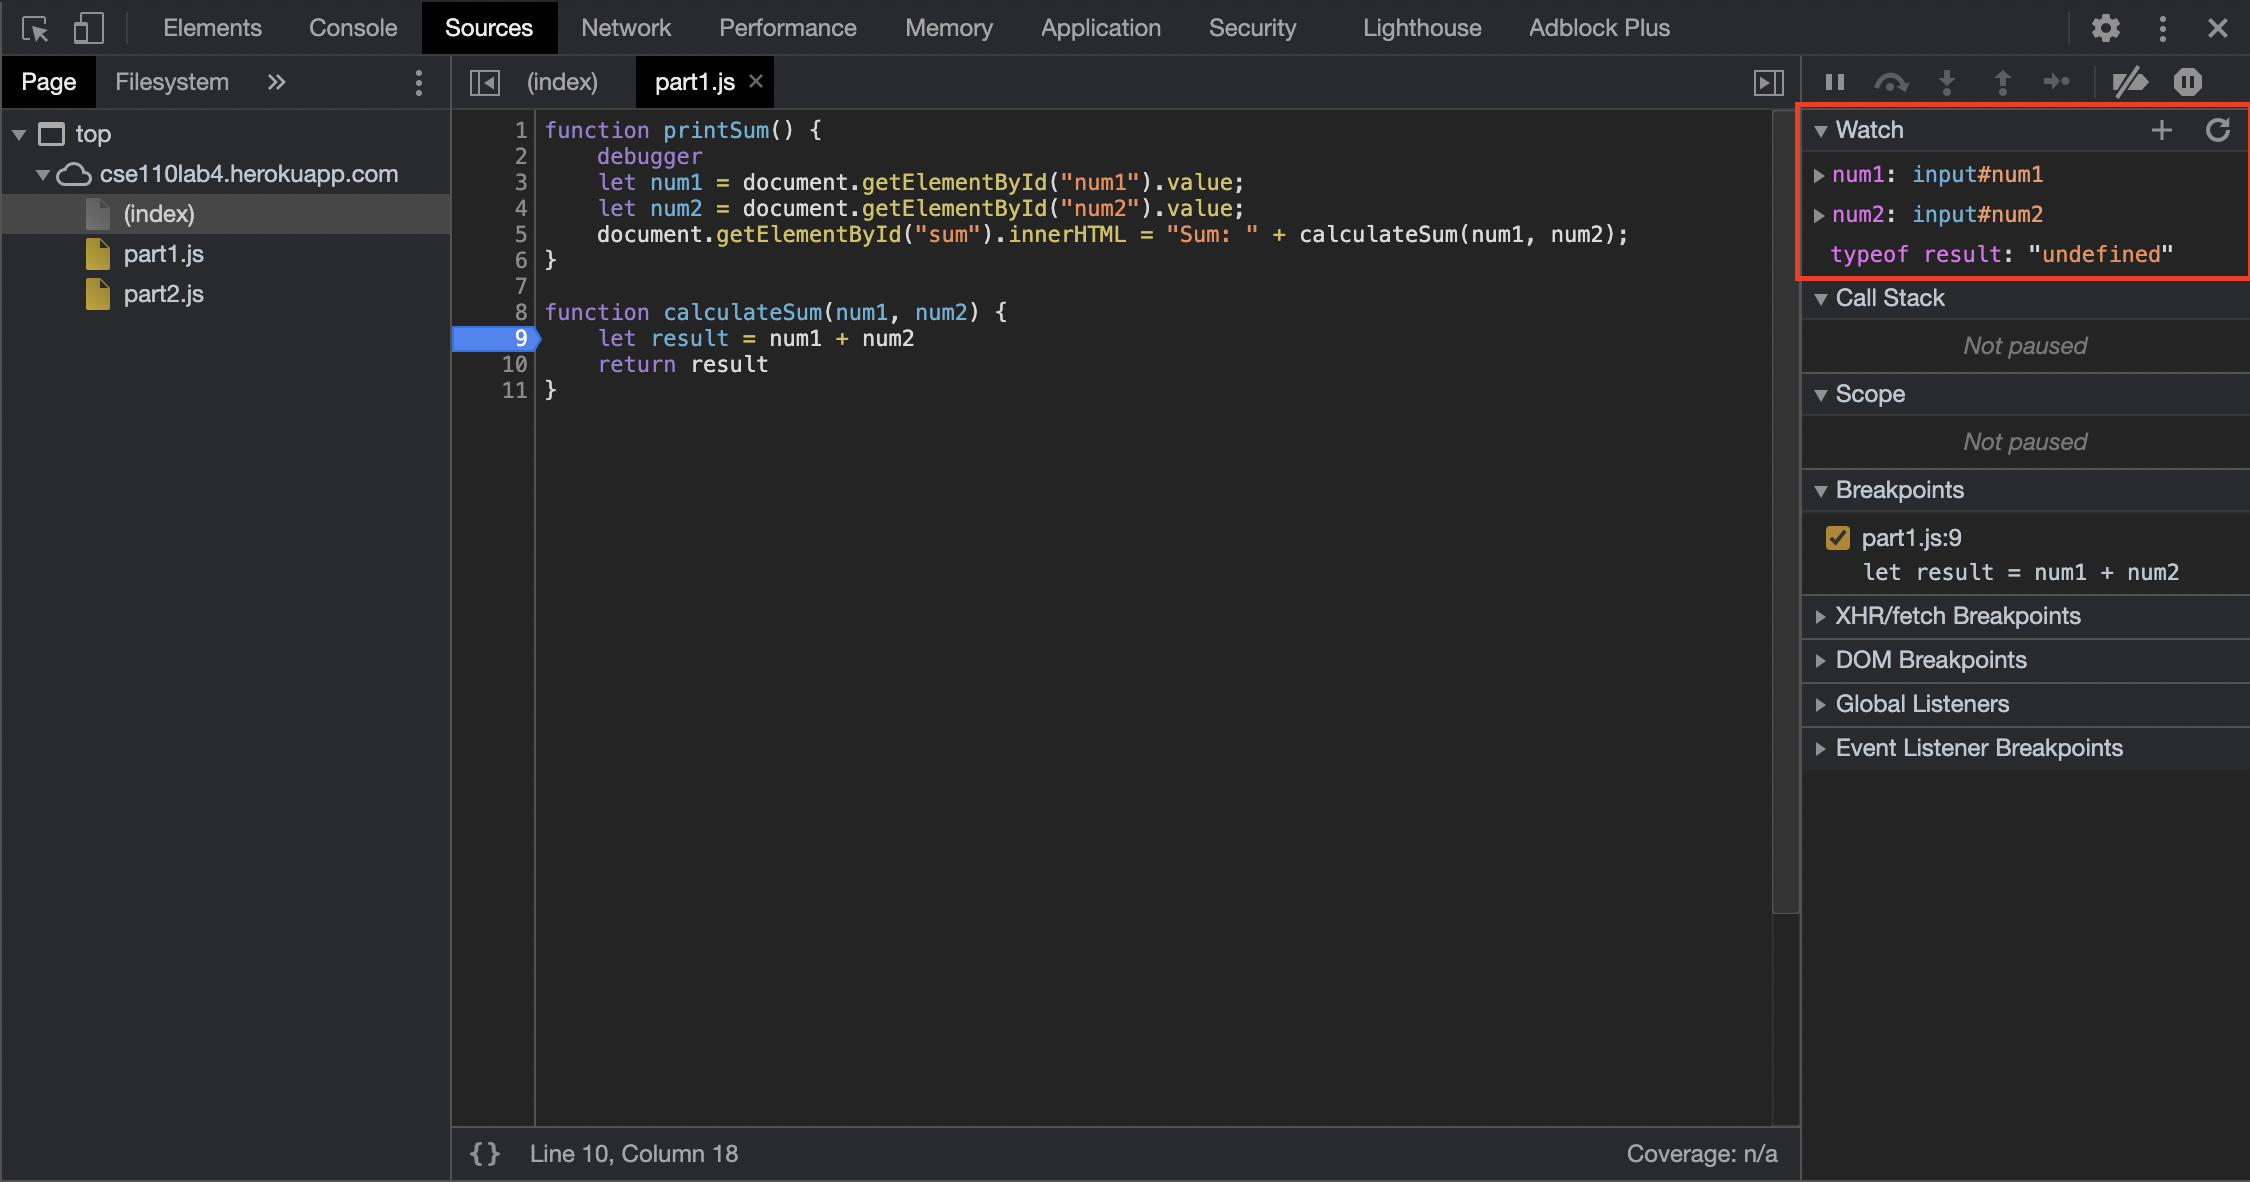 Elements Console Sources Network Performance Memory Application Security Lighthouse Adblock Plus
Page Filesystem
top
cse110lab4.herokuapp.com
(index)
part1.js
part2.js
(index) part1.js
1 function printSum() {
2     debugger
3     let num1 = document.getElementById("num1").value;
4     let num2 = document.getElementById("num2").value;
5     document.getElementById("sum").innerHTML = "Sum: " + calculateSum(num1, num2);
6 }
7
8 function calculateSum(num1, num2) {
9     let result = num1 + num2
10     return result
11 }
{} Line 10, Column 18
Coverage: n/a
Watch
num1: input#num1
num2: input#num2
typeof result: "undefined"
Call Stack
Not paused
Scope
Not paused
Breakpoints
part1.js:9
let result = num1 + num2
XHR/fetch Breakpoints
DOM Breakpoints
Global Listeners
Event Listener Breakpoints